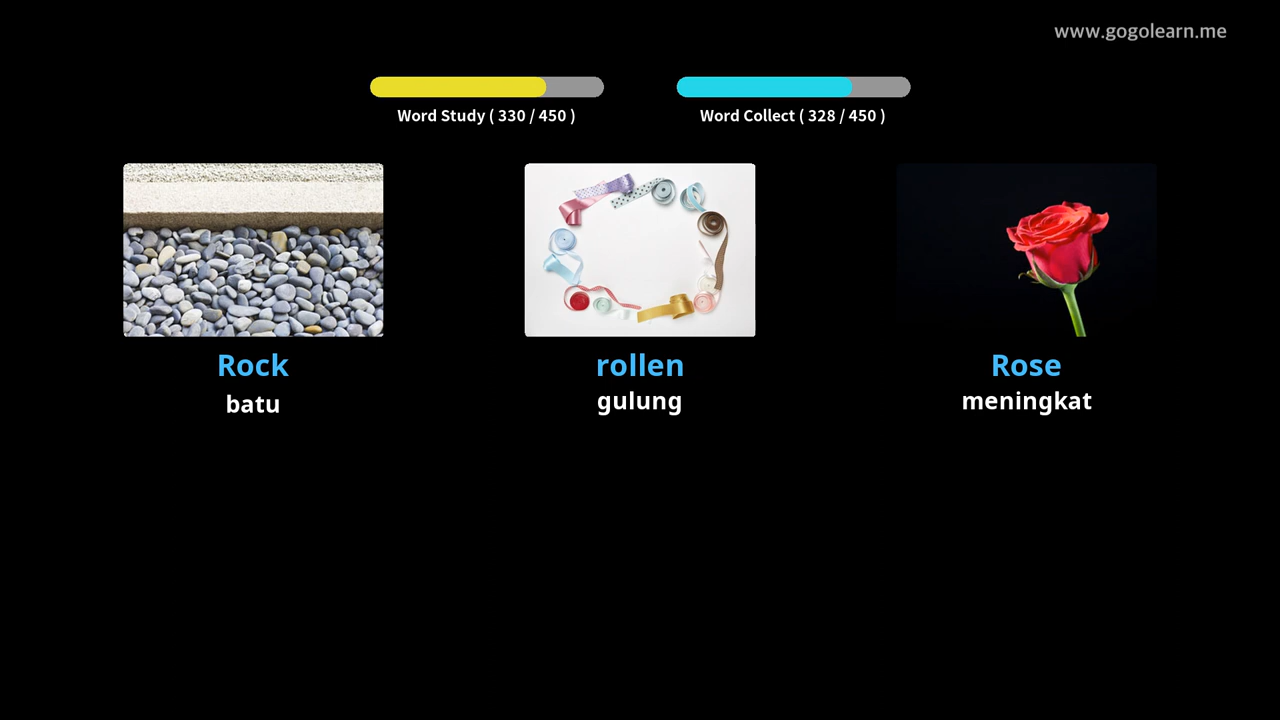 www.gogolearn.me
Word Study ( 330 / 450 )
Word Collect ( 328 / 450 )
Rock
batu
rollen
gulung
Rose
meningkat